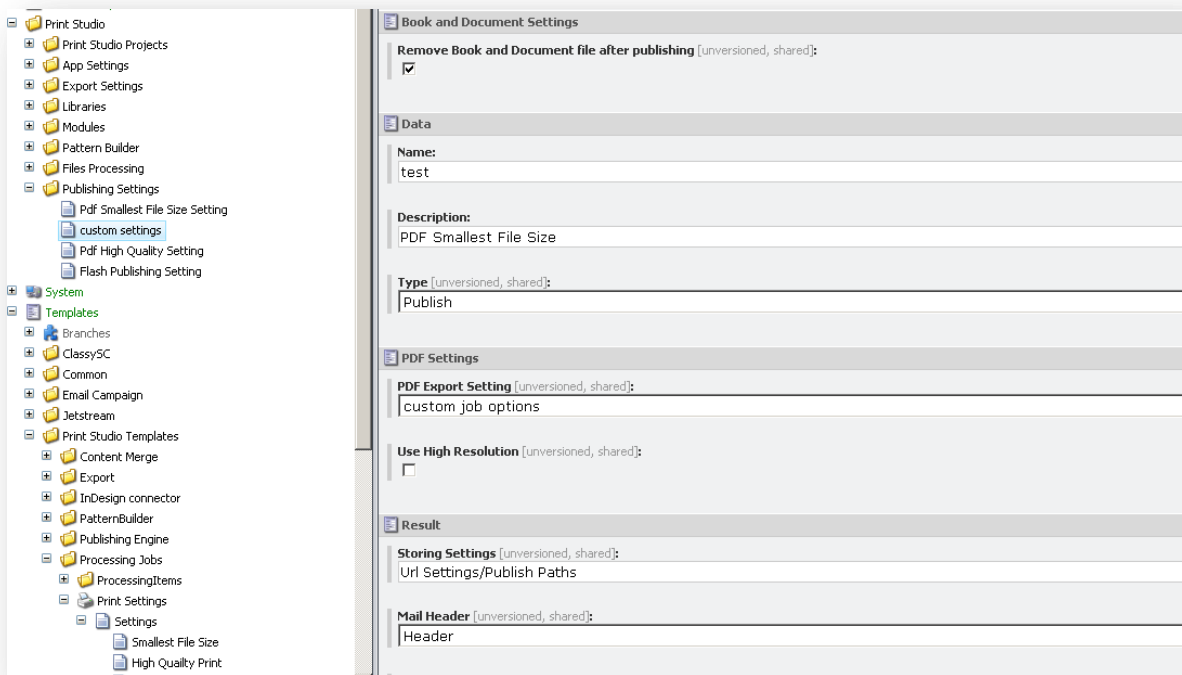 Print Studio
Print Studio Projects
App Settings
Export Settings
Libraries
Modules
Pattern Builder
Files Processing
Publishing Settings
Pdf Smallest File Size Setting
custom settings
Pdf High Quality Setting
Flash Publishing Setting
System
Templates
Branches
ClassySC
Common
Email Campaign
Jetstream
Print Studio Templates
Content Merge
Export
InDesign connector
PatternBuilder
Publishing Engine
Processing Jobs
ProcessingItems
Print Settings
Settings
Smallest File Size
High Quailty Print
Book and Document Settings
Remove Book and Document file after publishing [unversioned, shared]:
Data
Name:
test
Description:
PDF Smallest File Size
Type [unversioned, shared]:
Publish
PDF Settings
PDF Export Setting [unversioned, shared]:
custom job options
Use High Resolution [unversioned, shared]:
Result
Storing Settings [unversioned, shared]:
Url Settings/Publish Paths
Mail Header [unversioned, shared]:
Header